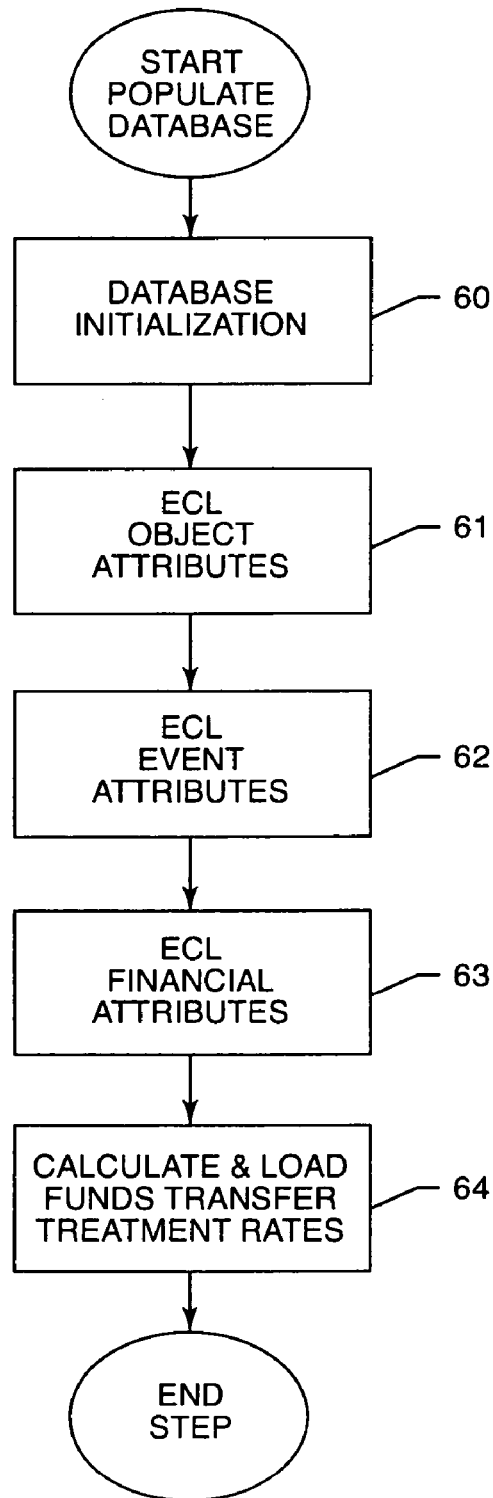 START
POPULATE
DATABASE
DATABASE
INITIALIZATION
60
ECL
OBJECT
ATTRIBUTES
61
ECL
EVENT
ATTRIBUTES
62
ECL
FINANCIAL
ATTRIBUTES
63
CALCULATE & LOAD
FUNDS TRANSFER
TREATMENT RATES
64
END
STEP